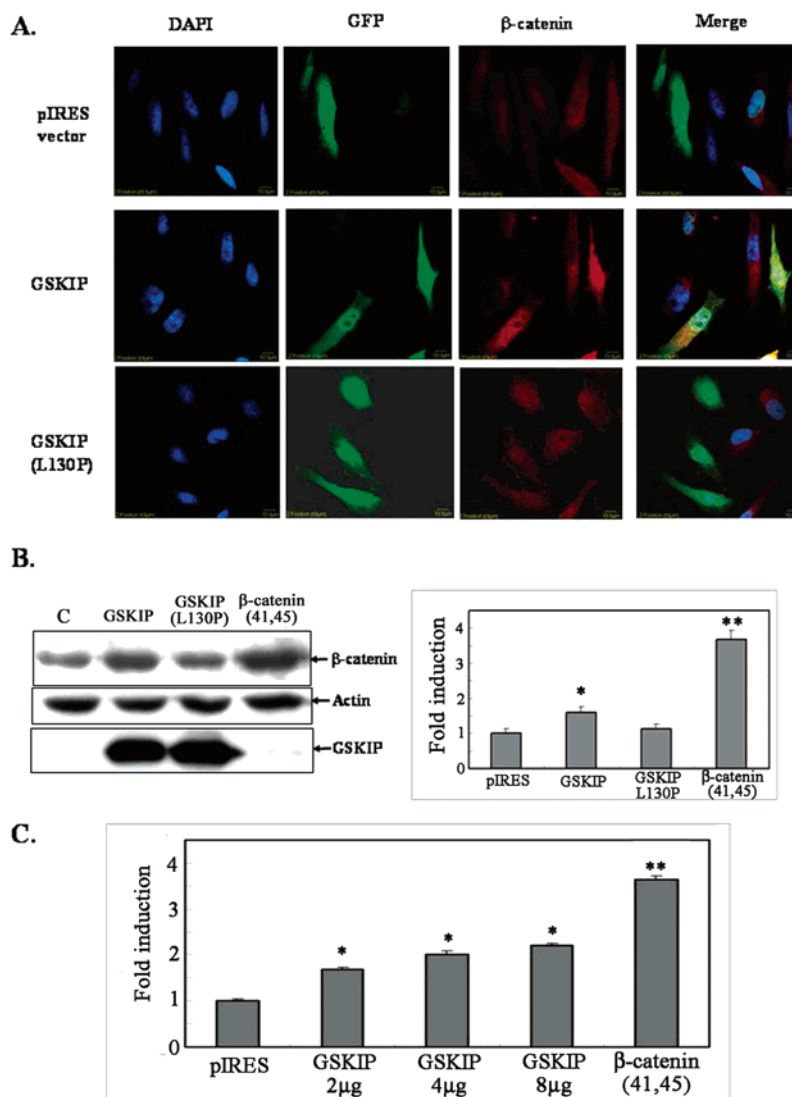 A.
DAPI GFP β-catenin Merge
pIRES
vector
GSKIP
GSKIP
(L130P)
B.
C GSKIP GSKIP
(L130P) β-catenin
(41,45)
β-catenin
Actin
GSKIP
Fold induction
4
3
2
1
0
*
**
pIRES GSKIP GSKIP
L130P β-catenin
(41,45)
C.
Fold induction
4
3
2
1
0
*
*
*
**
pIRES GSKIP
2μg GSKIP
4μg GSKIP
8μg β-catenin
(41,45)